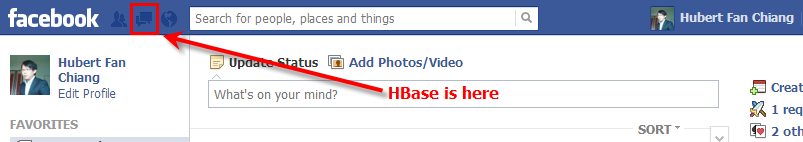 facebook
Search for people, places and things
Hubert Fan Chiang
Hubert Fan
Chiang
Edit Profile
Update Status
Add Photos/Video
What's on your mind?
HBase is here
Creat
1 req
2 oth
FAVORITES
SORT